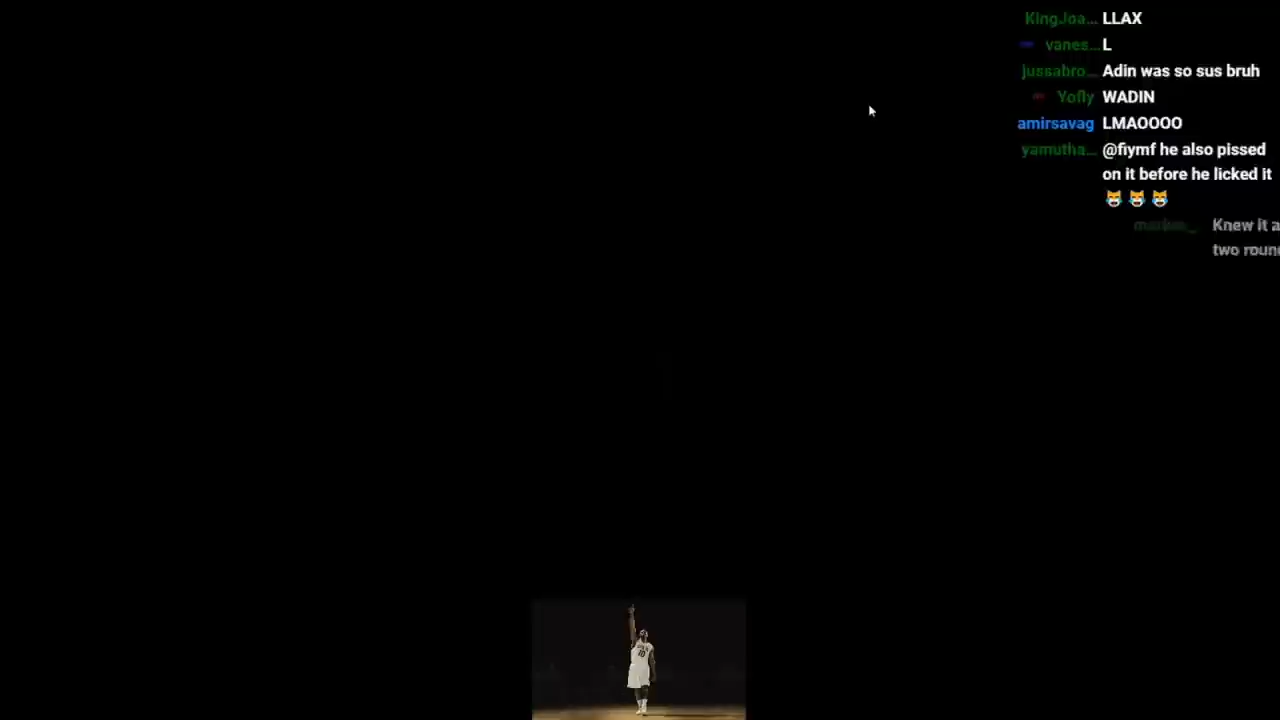 KingJoa... LLAX
vanes... L
jussabro... Adin was so sus bruh
Yofly WADIN
amirsavag LMAOOOO
yamutha... @fiymf he also pissed
on it before he licked it
😹 😹 😹
Knew it a
two roun